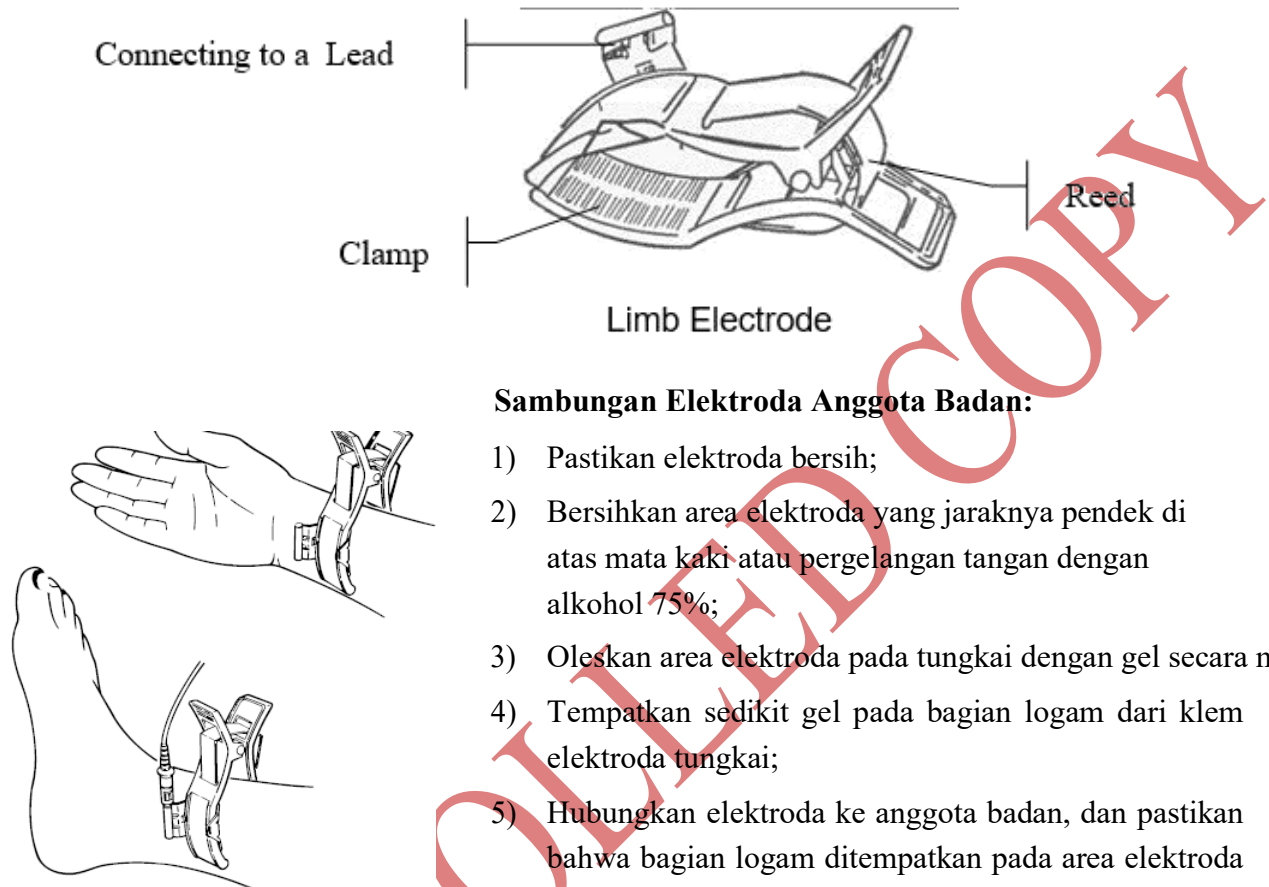 Connecting to a Lead
Reed
Clamp
Limb Electrode
Sambungan Elektroda Anggota Badan:
1) Pastikan elektroda bersih;
2) Bersihkan area elektroda yang jaraknya pendek di
atas mata kaki atau pergelangan tangan dengan
alkohol 75%;
3) Oleskan area elektroda pada tungkai dengan gel secara
4) Tempatkan sedikit gel pada bagian logam dari klem
elektroda tungkai;
5) Hubungkan elektroda ke anggota badan, dan pastikan
bahwa bagian logam ditempatkan pada area elektroda
OLLED COPY